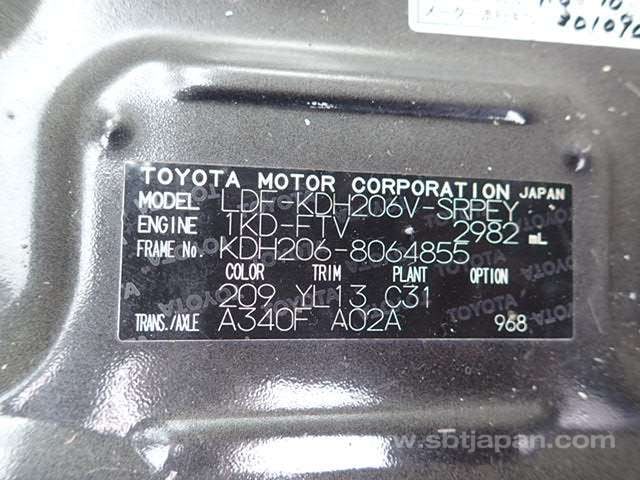 TOYOTA MOTOR CORPORATION JAPAN
MODEL LDF-KDH206V-SRPEY
ENGINE 1KD-FTV 2982 mL
FRAME No. KDH206-8064855
COLOR TRIM PLANT OPTION
209 YL13 C31
TRANS./AXLE A340F A02A 968
www.sbtjapan.com